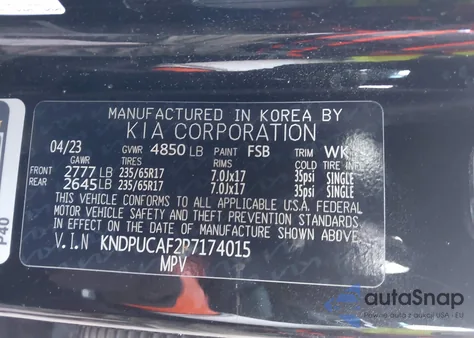 MANUFACTURED IN KOREA BY
KIA CORPORATION
04/23 GVWR 4850 LB PAINT FSB TRIM WK
GAWR TIRES RIMS COLD TIRE
FRONT 2777 LB 235/65R17 7.0Jx17 35psi SINGLE
REAR 2645 LB 235/65R17 7.0Jx17 35psi SINGLE
THIS VEHICLE CONFORMS TO ALL APPLICABLE U.S.A. FEDERAL
MOTOR VEHICLE SAFETY AND THEFT PREVENTION STANDARDS
IN EFFECT ON THE DATE OF MANUFACTURE SHOWN ABOVE.
V.I.N KNDPUCAF2P7174015
MPV
P40
autoSnap